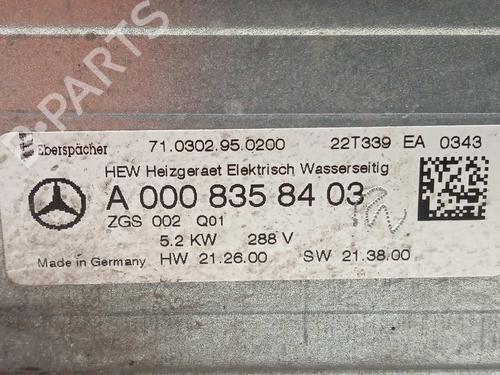 Eberspächer 71.0302.95.0200 22T339 EA 0343
HEW Heizgeraet Elektrisch Wasserseitig
A 000 835 84 03
ZGS 002 Q01
5.2 KW 288 V
Made in Germany HW 21.26.00 SW 21.38.00
B-PARTS